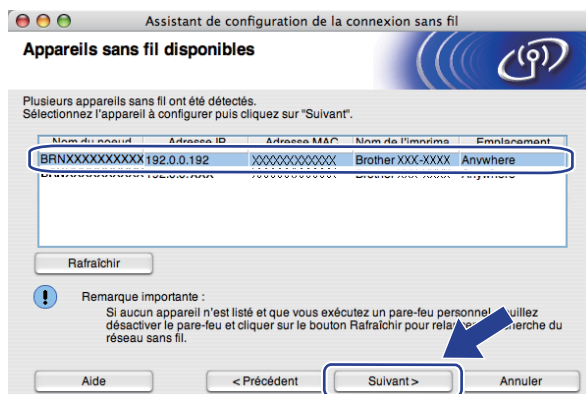 Assistant de configuration de la connexion sans fil
Appareils sans fil disponibles
Plusieurs appareils sans fil ont été détectés.
Sélectionnez l'appareil à configurer puis cliquez sur "Suivant".
Nom du noeud Adresse IP Adresse MAC Nom de l'imprima Emplacement
BRNXXXXXXXXXX 192.0.0.192 XXXXXXXXXXXX Brother XXX-XXXX Anywhere
Rafraîchir
Remarque importante :
Si aucun appareil n'est listé et que vous exécutez un pare-feu personnel
désactiver le pare-feu et cliquer sur le bouton Rafraîchir pour du
réseau sans fil.
Aide < Précédent Suivant > Annuler